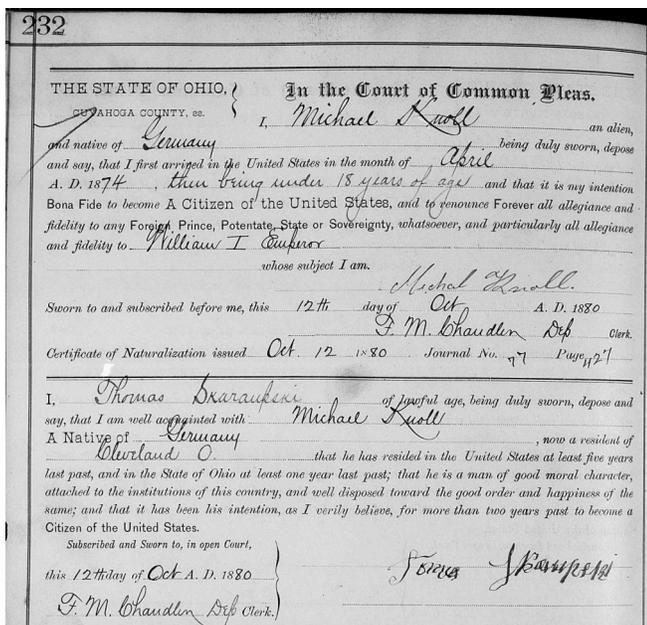 232
THE STATE OF OHIO, In the Court of Common Pleas.
CUYAHOGA COUNTY, ss. I, Michael Knoll an alien,
and native of Germany being duly sworn, depose
and say, that I first arrived in the United States in the month of April
A. D. 1874, then being under 18 years of age and that it is my intention
Bona Fide to become A Citizen of the United States, and to renounce Forever all allegiance and
fidelity to any Foreign Prince, Potentate, State or Sovereignty, whatsoever, and particularly all allegiance
and fidelity to William I Emperor
whose subject I am.
Michal Knoll.
Sworn to and subscribed before me, this 12th day of Oct A. D. 1880
F. M. Chandler Dep Clerk.
Certificate of Naturalization issued Oct. 12 1880 Journal No. 77 Page 427
I, Thomas Skaraupski of lawful age, being duly sworn, depose and
say, that I am well acquainted with Michael Knoll
A Native of Germany, now a resident of
Cleveland O. that he has resided in the United States at least five years
last past, and in the State of Ohio at least one year last past; that he is a man of good moral character,
attached to the institutions of this country, and well disposed toward the good order and happiness of the
same; and that it has been his intention, as I verily believe, for more than two years past to become a
Citizen of the United States.
Subscribed and Sworn to, in open Court,
this 12th day of Oct A. D. 1880
F. M. Chandler Dep Clerk.